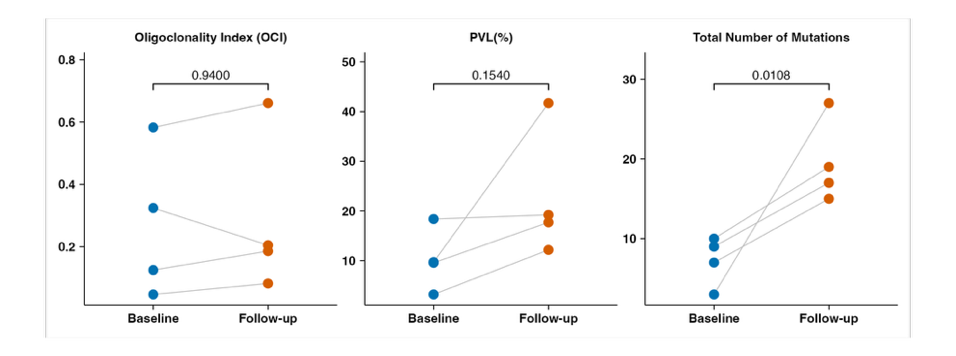 Oligoclonality Index (OCI)
0.8
0.6
0.4
0.2
0.9400
Baseline
Follow-up
PVL(%)
50
40
30
20
10
0.1540
Baseline
Follow-up
Total Number of Mutations
30
20
10
0.0108
Baseline
Follow-up